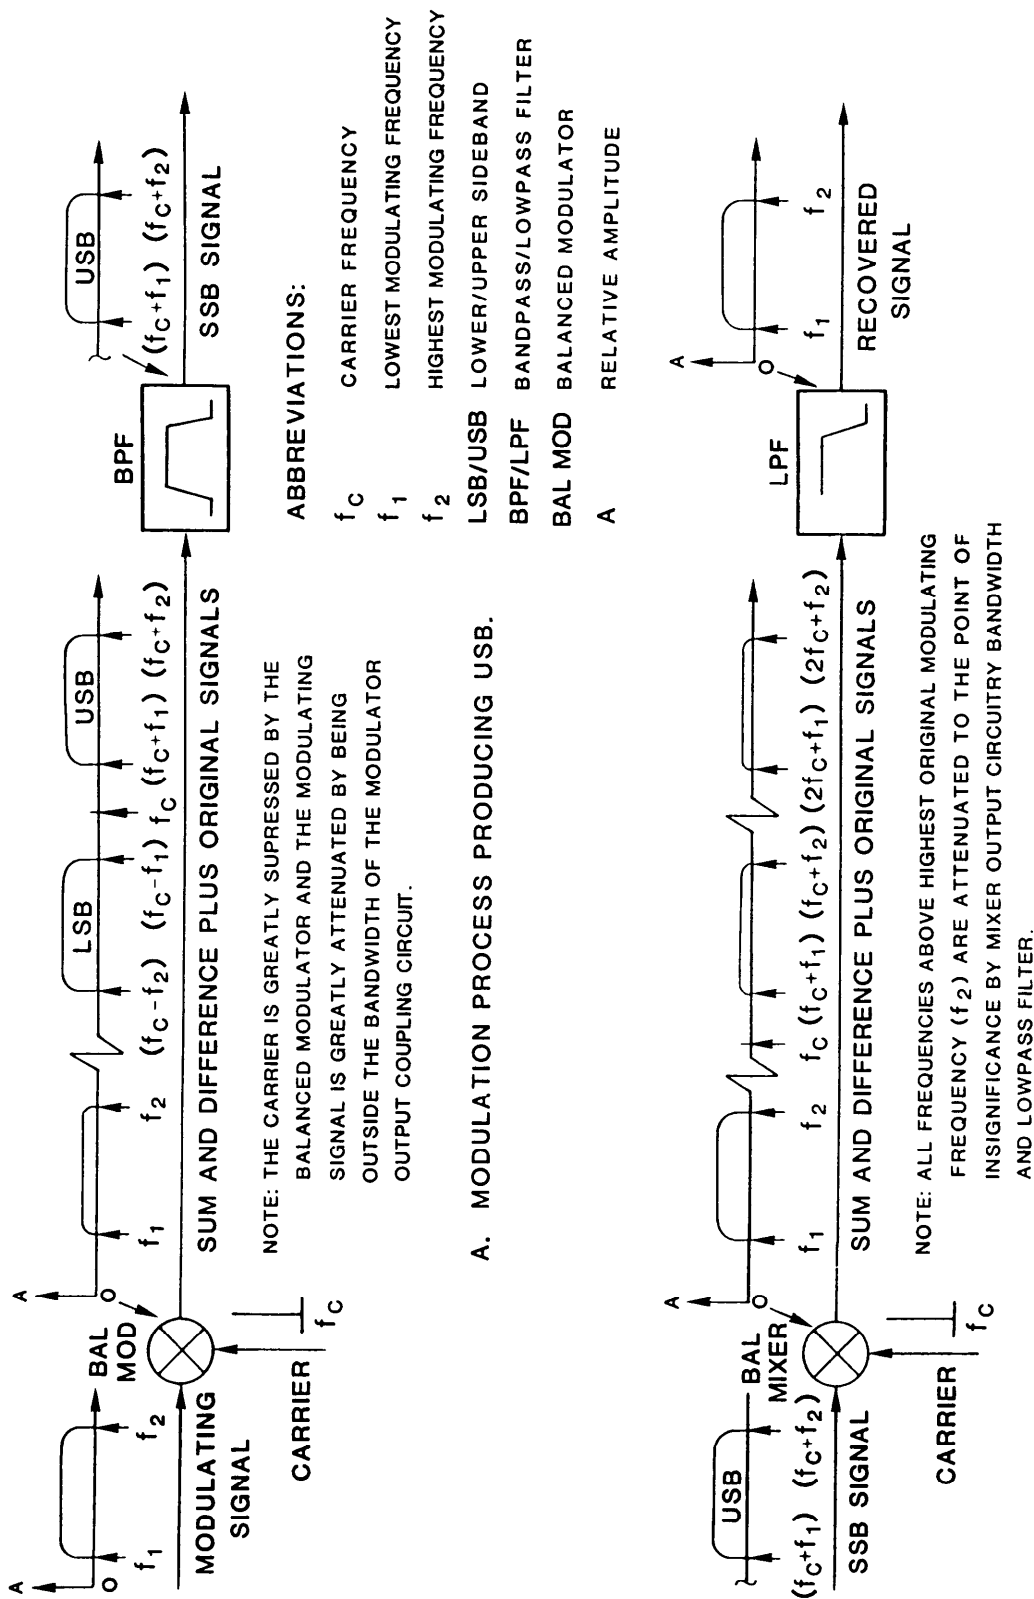 A
O
f1
f2
MODULATING
SIGNAL
BAL
MOD
CARRIER
fC
A
O
f1
f2
(fC-f2)
LSB
(fC-f1)
fC
(fC+f1)
USB
(fC+f2)
SUM AND DIFFERENCE PLUS ORIGINAL SIGNALS
BPF
USB
(fC+f1)
(fC+f2)
SSB SIGNAL
NOTE: THE CARRIER IS GREATLY SUPRESSED BY THE
BALANCED MODULATOR AND THE MODULATING
SIGNAL IS GREATLY ATTENUATED BY BEING
OUTSIDE THE BANDWIDTH OF THE MODULATOR
OUTPUT COUPLING CIRCUIT.
A. MODULATION PROCESS PRODUCING USB.
ABBREVIATIONS:
fC CARRIER FREQUENCY
f1 LOWEST MODULATING FREQUENCY
f2 HIGHEST MODULATING FREQUENCY
LSB/USB LOWER/UPPER SIDEBAND
BPF/LPF BANDPASS/LOWPASS FILTER
BAL MOD BALANCED MODULATOR
A RELATIVE AMPLITUDE
USB
(fC+f1)
(fC+f2)
SSB SIGNAL
BAL
MIXER
CARRIER
fC
A
O
f1
f2
fC
(fC+f1)
(fC+f2)
(2fC+f1)
(2fC+f2)
SUM AND DIFFERENCE PLUS ORIGINAL SIGNALS
LPF
A
O
f1
f2
RECOVERED
SIGNAL
NOTE: ALL FREQUENCIES ABOVE HIGHEST ORIGINAL MODULATING
FREQUENCY (f2) ARE ATTENUATED TO THE POINT OF
INSIGNIFICANCE BY MIXER OUTPUT CIRCUITRY BANDWIDTH
AND LOWPASS FILTER.